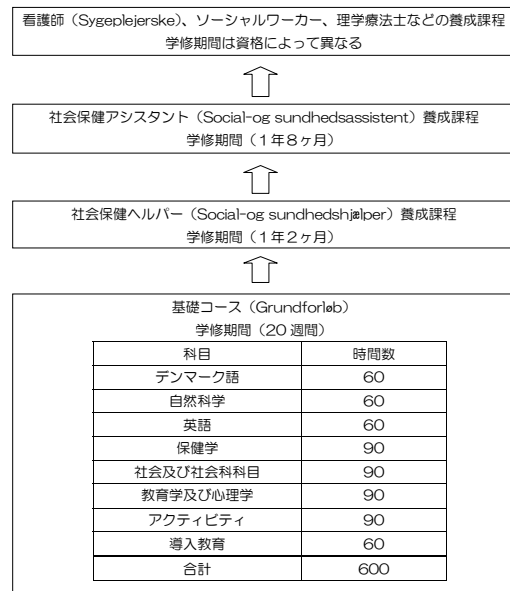 看護師（Sygeplejerske）、ソーシャルワーカー、理学療法士などの養成課程
学修期間は資格によって異なる
社会保健アシスタント（Social-og sundhedsassistent）養成課程
学修期間（１年８ヶ月）
社会保健ヘルパー（Social-og sundhedshjælper）養成課程
学修期間（１年２ヶ月）
基礎コース（Grundforløb）
学修期間（20 週間）
科目 時間数
デンマーク語 60
自然科学 60
英語 60
保健学 90
社会及び社会科科目 90
教育学及び心理学 90
アクティビティ 90
導入教育 60
合計 600